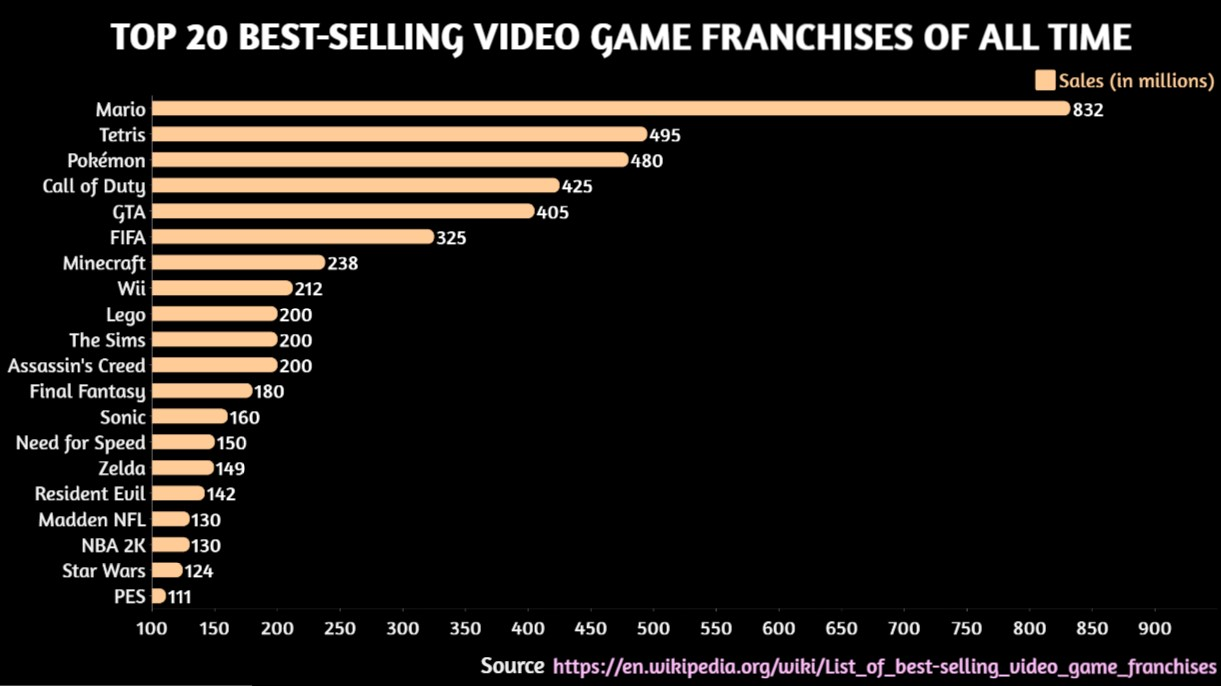 TOP 20 BEST-SELLING VIDEO GAME FRANCHISES OF ALL TIME
Sales (in millions)
Mario 832
Tetris 495
Pokémon 480
Call of Duty 425
GTA 405
FIFA 325
Minecraft 238
Wii 212
Lego 200
The Sims 200
Assassin's Creed 200
Final Fantasy 180
Sonic 160
Need for Speed 150
Zelda 149
Resident Evil 142
Madden NFL 130
NBA 2K 130
Star Wars 124
PES 111
100 150 200 250 300 350 400 450 500 550 600 650 700 750 800 850 900
Source https://en.wikipedia.org/wiki/List_of_best-selling_video_game_franchises